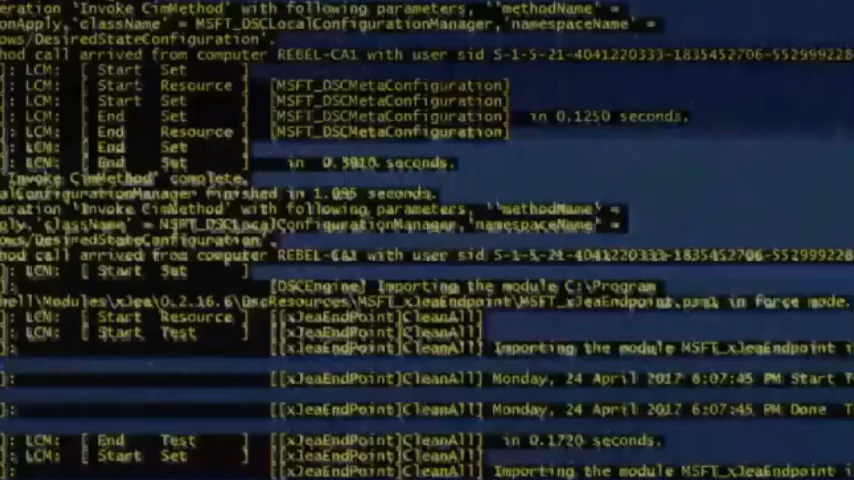 eration 'Invoke CimMethod' with following parameters, ''methodName' =
onApply,'className' = MSFT_DSCLocalConfigurationManager,'namespaceName' =
ows/DesiredStateConfiguration'.
hod call arrived from computer REBEL-CA1 with user sid S-1-5-21-4041220333-1835452706-552999228
]: LCM: [ Start Set ]
]: LCM: [ Start Resource ] [MSFT_DSCMetaConfiguration]
]: LCM: [ Start Set ] [MSFT_DSCMetaConfiguration]
]: LCM: [ End Set ] [MSFT_DSCMetaConfiguration] in 0.1250 seconds.
]: LCM: [ End Resource ] [MSFT_DSCMetaConfiguration]
]: LCM: [ End Set ]
]: LCM: [ End Set ] in 0.3910 seconds.
'Invoke CimMethod' complete.
alConfigurationManager finished in 1.095 seconds.
eration 'Invoke CimMethod' with following parameters, ''methodName' =
ply,'className' = MSFT_DSCLocalConfigurationManager,'namespaceName' =
ows/DesiredStateConfiguration'.
hod call arrived from computer REBEL-CA1 with user sid S-1-5-21-4041220333-1835452706-552999228
]: LCM: [ Start Set ]
[DSCEngine] Importing the module C:\Program
hell\Modules\xJea\0.2.16.6\DscResources\MSFT_xJeaEndpoint\MSFT_xJeaEndpoint.psm1 in force mode.
]: LCM: [ Start Resource ] [[xJeaEndPoint]CleanAll]
]: LCM: [ Start Test ] [[xJeaEndPoint]CleanAll]
]: [[xJeaEndPoint]CleanAll] Importing the module MSFT_xJeaEndpoint i
]: [[xJeaEndPoint]CleanAll] Monday, 24 April 2017 6:07:45 PM Start T
]: [[xJeaEndPoint]CleanAll] Monday, 24 April 2017 6:07:45 PM Done T
]: LCM: [ End Test ] [[xJeaEndPoint]CleanAll] in 0.1720 seconds.
]: LCM: [ Start Set ] [[xJeaEndPoint]CleanAll]
]: [[xJeaEndPoint]CleanAll] Importing the module MSFT_xJeaEndpoint i